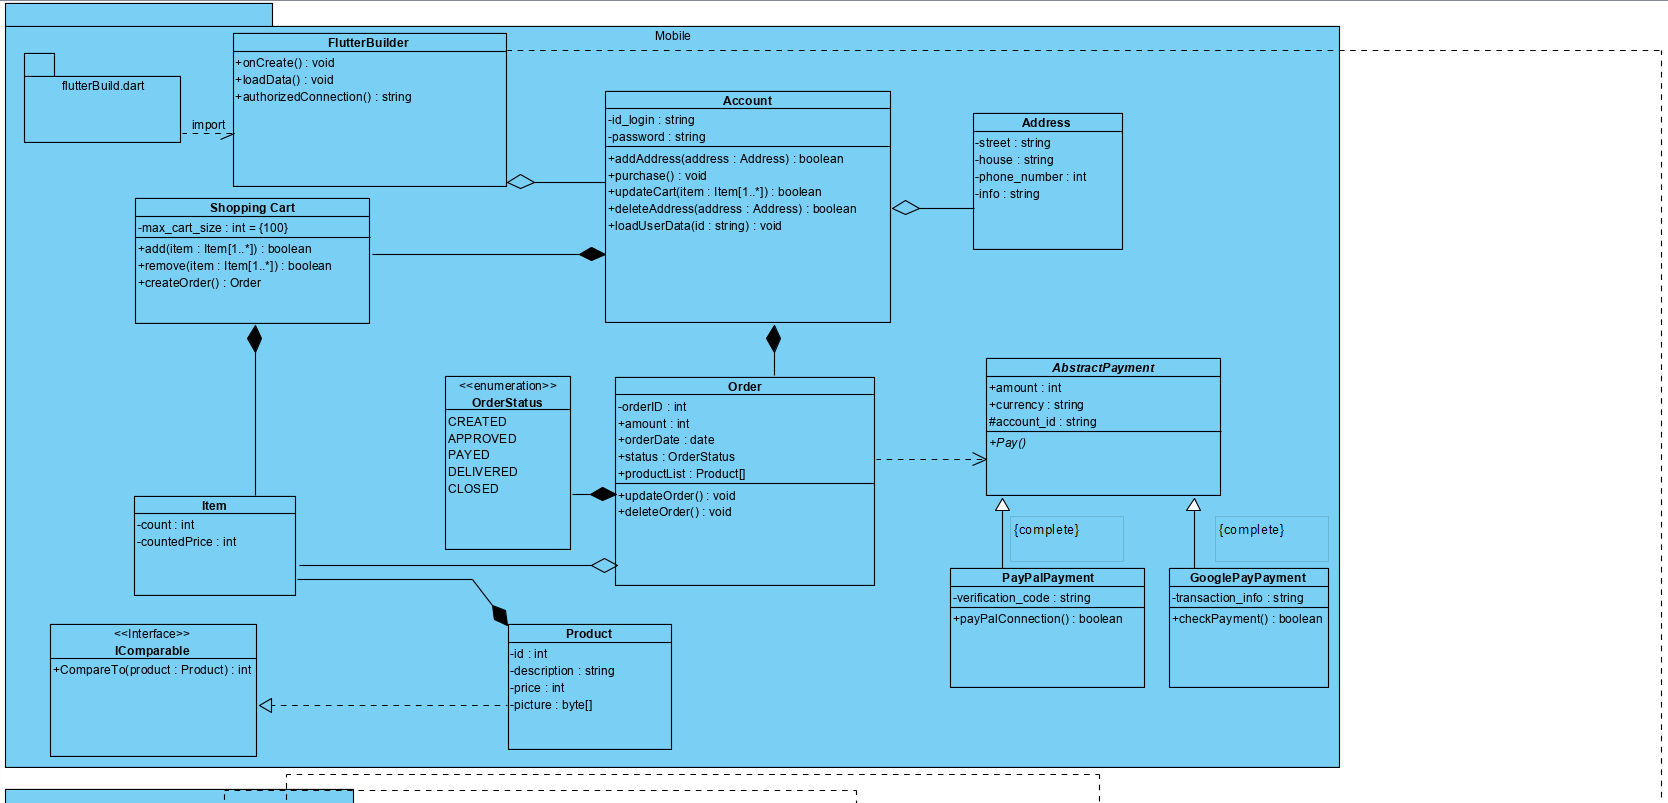 Mobile
flutterBuild.dart
import
FlutterBuilder
+onCreate() : void
+loadData() : void
+authorizedConnection() : string
Account
-id_login : string
-password : string
+addAddress(address : Address) : boolean
+purchase() : void
+updateCart(item : Item[1..*]) : boolean
+deleteAddress(address : Address) : boolean
+loadUserData(id : string) : void
Address
-street : string
-house : string
-phone_number : int
-info : string
Shopping Cart
-max_cart_size : int = {100}
+add(item : Item[1..*]) : boolean
+remove(item : Item[1..*]) : boolean
+createOrder() : Order
<<enumeration>>
OrderStatus
CREATED
APPROVED
PAYED
DELIVERED
CLOSED
Order
-orderID : int
+amount : int
+orderDate : date
+status : OrderStatus
+productList : Product[]
+updateOrder() : void
+deleteOrder() : void
AbstractPayment
+amount : int
+currency : string
#account_id : string
+Pay()
{complete}
{complete}
Item
-count : int
-countedPrice : int
PayPalPayment
-verification_code : string
+payPalConnection() : boolean
GooglePayPayment
-transaction_info : string
+checkPayment() : boolean
<<Interface>>
IComparable
+CompareTo(product : Product) : int
Product
-id : int
-description : string
-price : int
-picture : byte[]